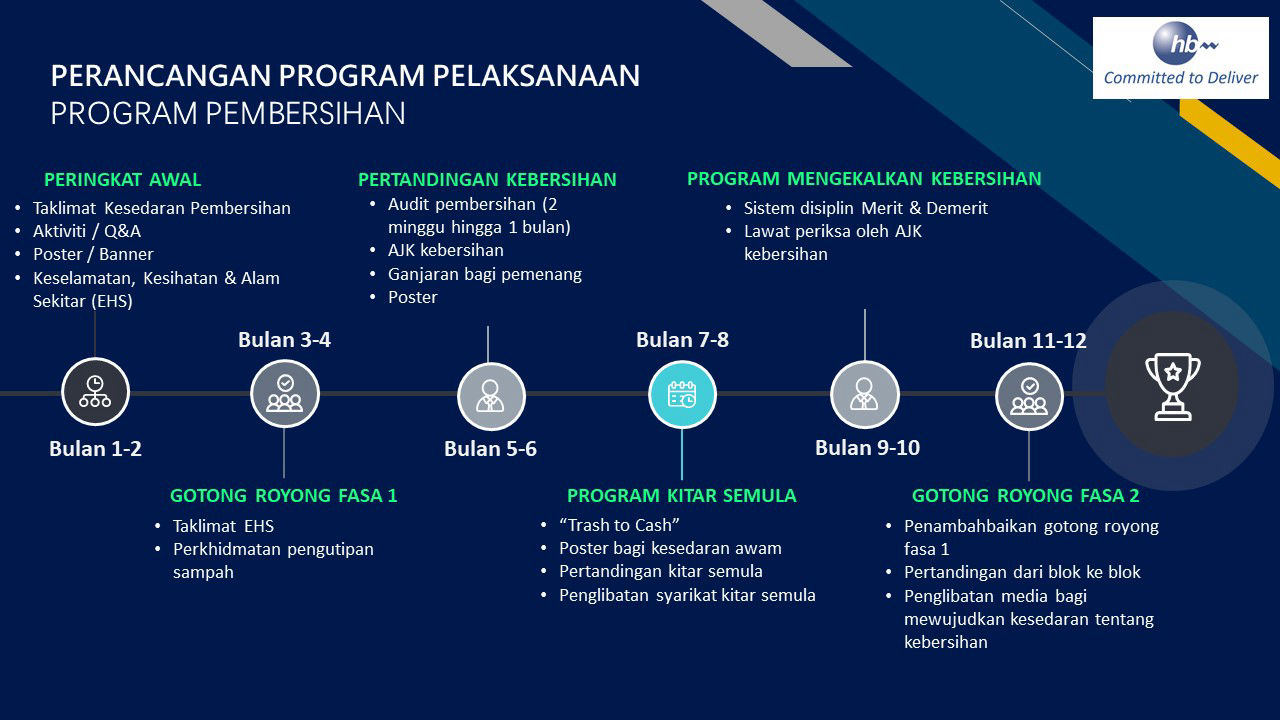 hb
Committed to Deliver
PERANCANGAN PROGRAM PELAKSANAAN
PROGRAM PEMBERSIHAN
PERINGKAT AWAL
• Taklimat Kesedaran Pembersihan
• Aktiviti / Q&A
• Poster / Banner
• Keselamatan, Kesihatan & Alam
Sekitar (EHS)
Bulan 1-2
Bulan 3-4
GOTONG ROYONG FASA 1
• Taklimat EHS
• Perkhidmatan pengutipan
sampah
PERTANDINGAN KEBERSIHAN
• Audit pembersihan (2
minggu hingga 1 bulan)
• AJK kebersihan
• Ganjaran bagi pemenang
• Poster
Bulan 5-6
Bulan 7-8
PROGRAM KITAR SEMULA
• “Trash to Cash”
• Poster bagi kesedaran awam
• Pertandingan kitar semula
• Penglibatan syarikat kitar semula
PROGRAM MENGEKALKAN KEBERSIHAN
• Sistem disiplin Merit & Demerit
• Lawat periksa oleh AJK
kebersihan
Bulan 9-10
Bulan 11-12
GOTONG ROYONG FASA 2
• Penambahbaikan gotong royong
fasa 1
• Pertandingan dari blok ke blok
• Penglibatan media bagi
mewujudkan kesedaran tentang
kebersihan